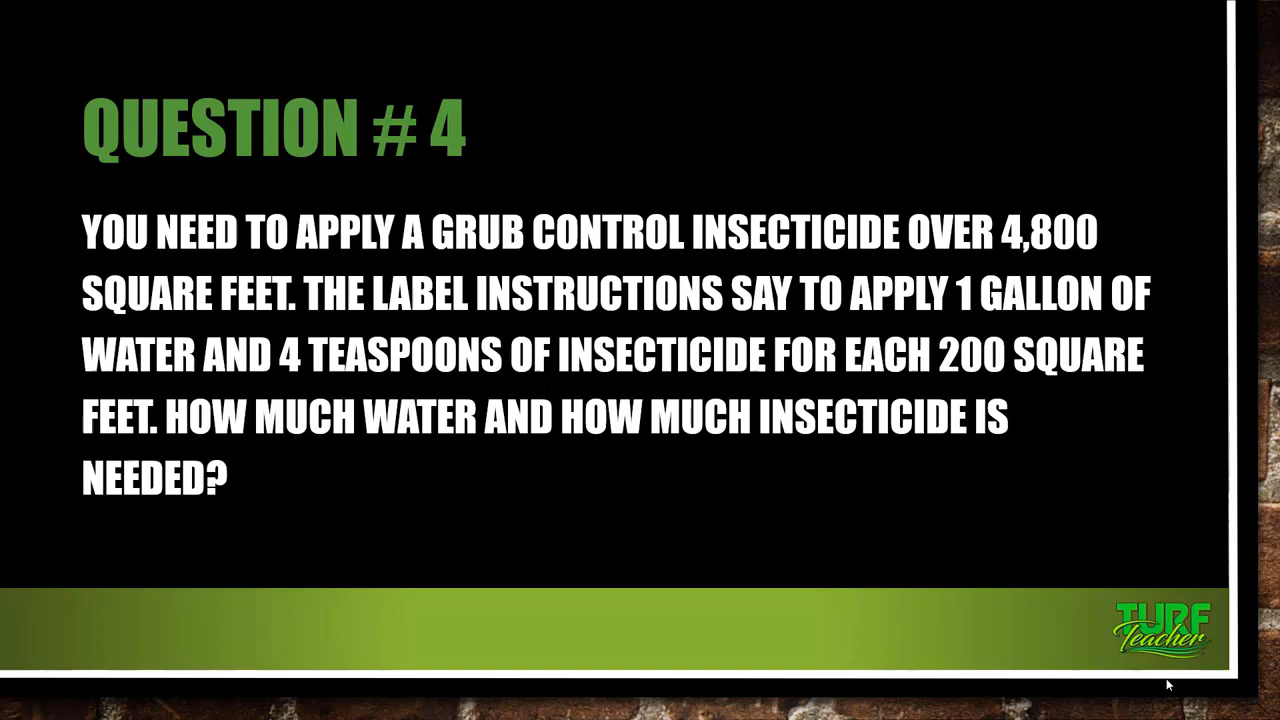 QUESTION # 4
YOU NEED TO APPLY A GRUB CONTROL INSECTICIDE OVER 4,800
SQUARE FEET. THE LABEL INSTRUCTIONS SAY TO APPLY 1 GALLON OF
WATER AND 4 TEASPOONS OF INSECTICIDE FOR EACH 200 SQUARE
FEET. HOW MUCH WATER AND HOW MUCH INSECTICIDE IS
NEEDED?
TURF
Teacher